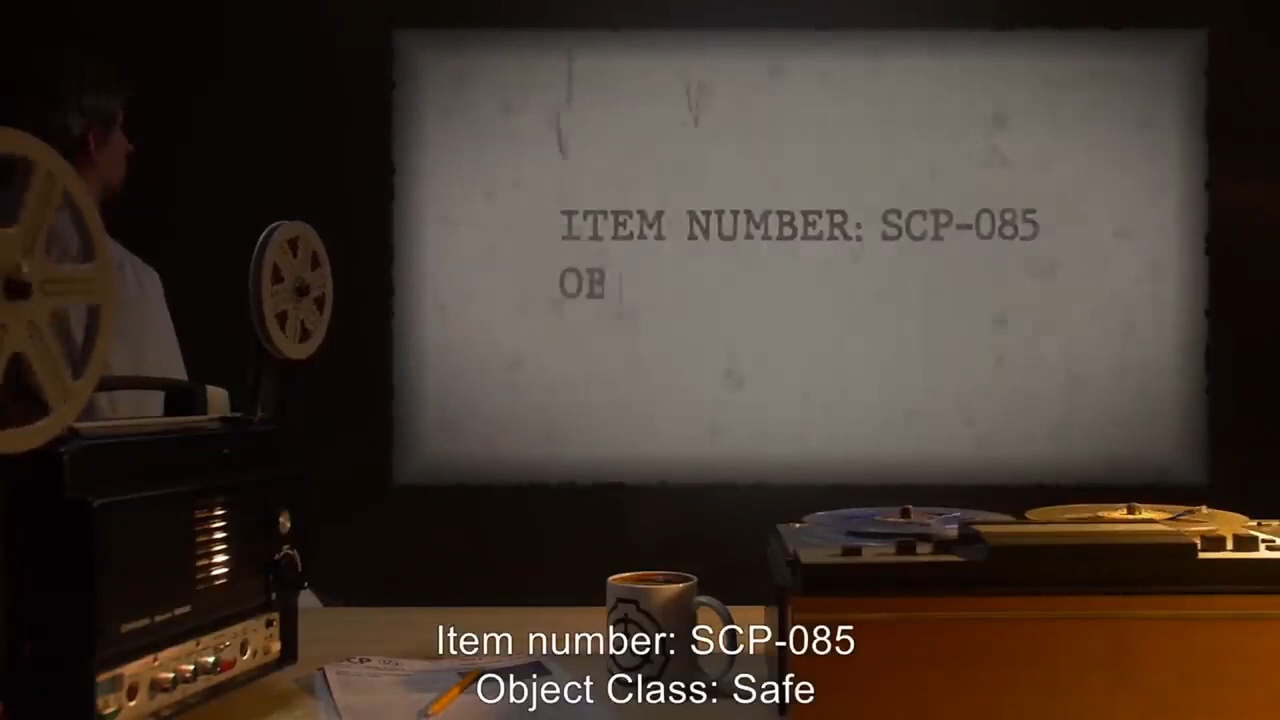 ITEM NUMBER: SCP-085
OB
Item number: SCP-085
Object Class: Safe